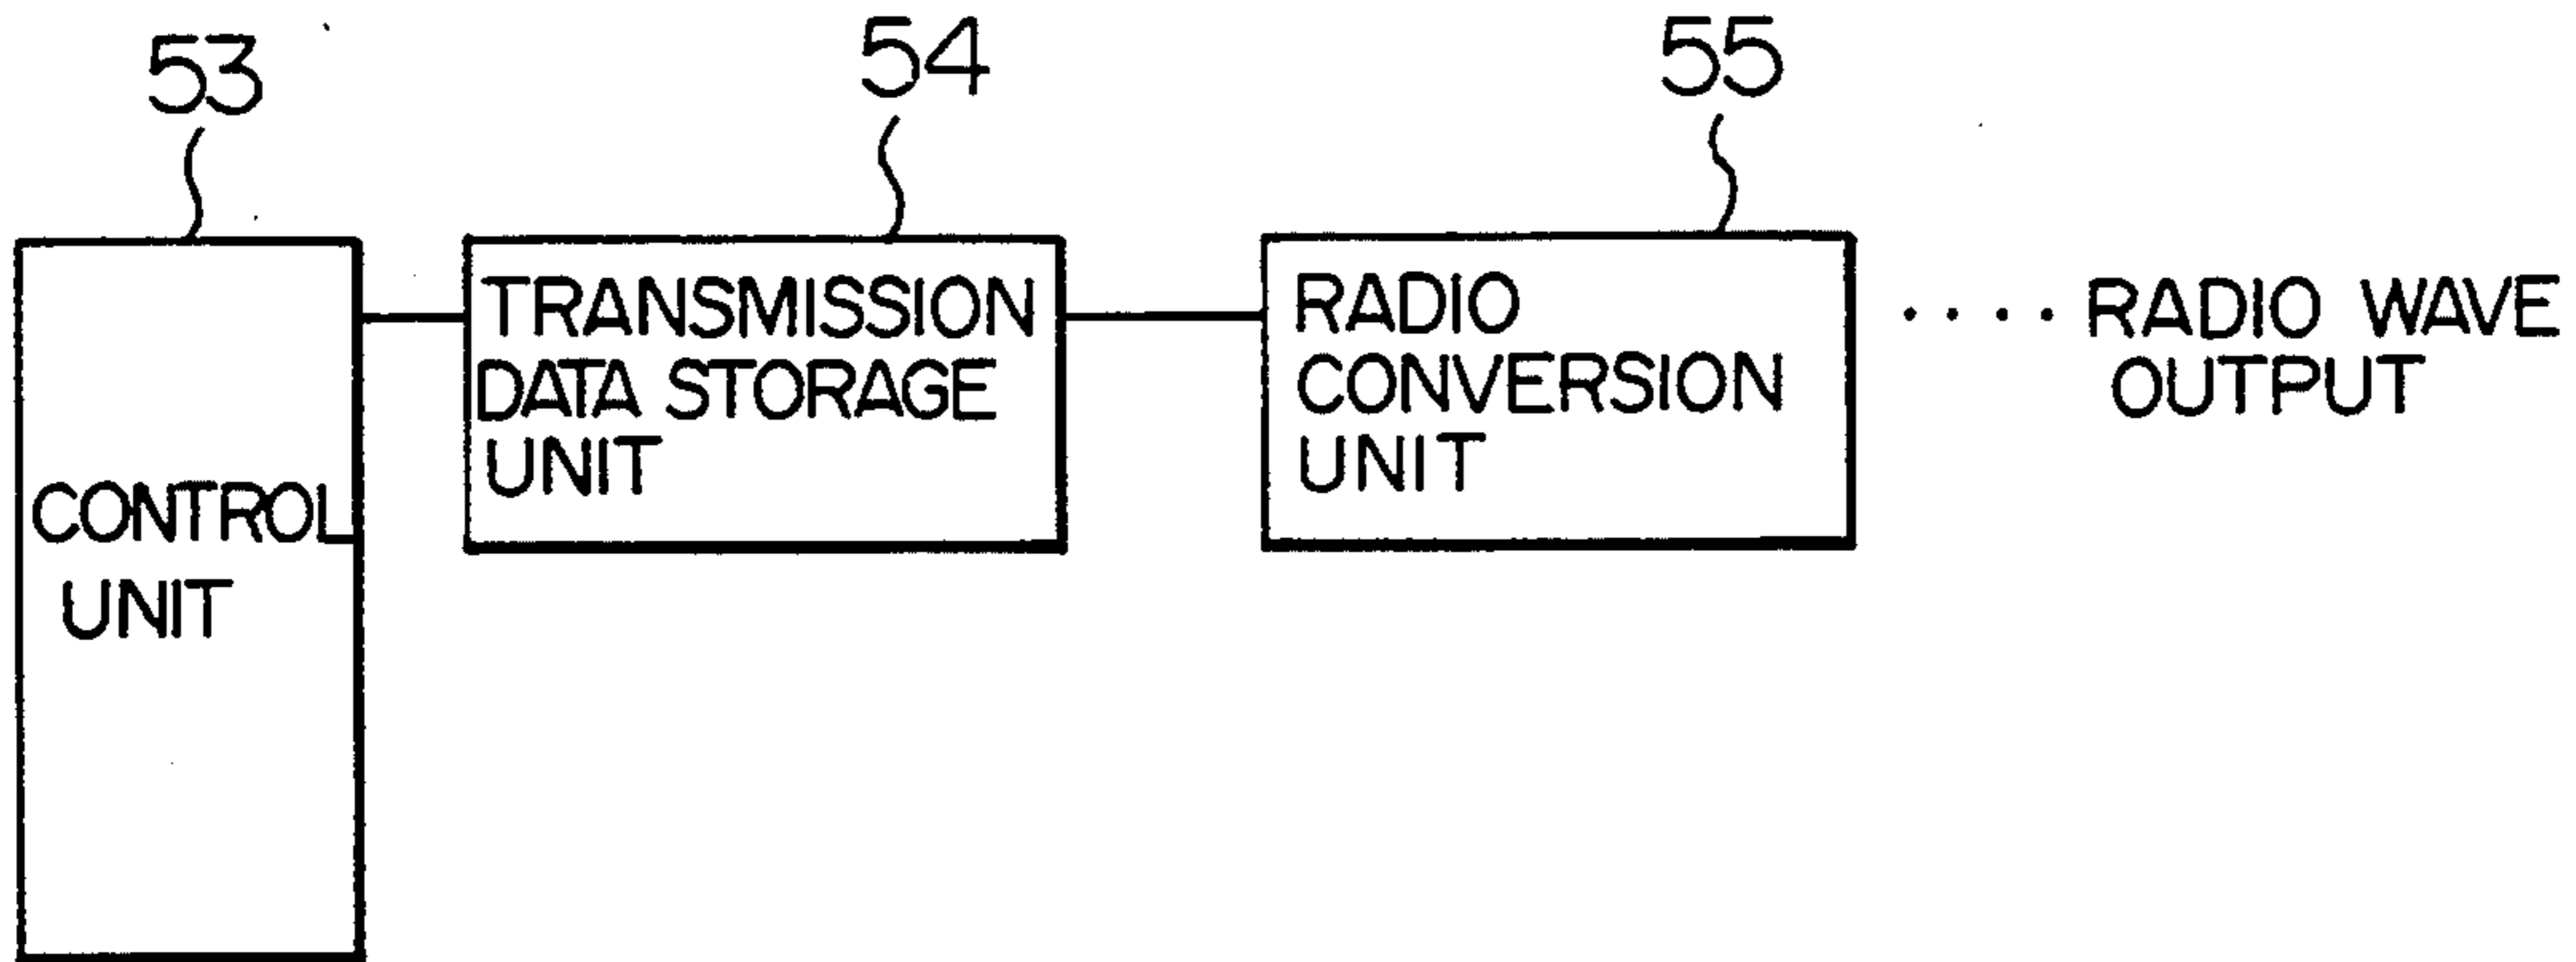 53
54
55
CONTROL
UNIT
TRANSMISSION
DATA STORAGE
UNIT
RADIO
CONVERSION
UNIT
.... RADIO WAVE
OUTPUT